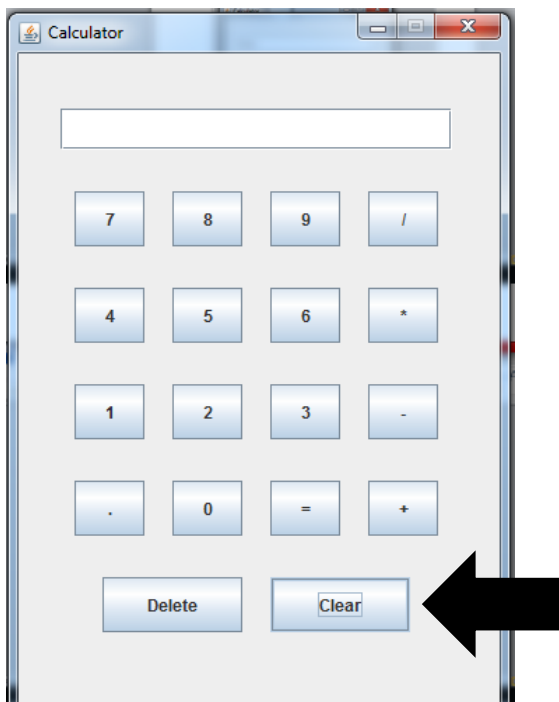 Calculator
7 8 9 /
4 5 6 *
1 2 3 -
. 0 = +
Delete Clear